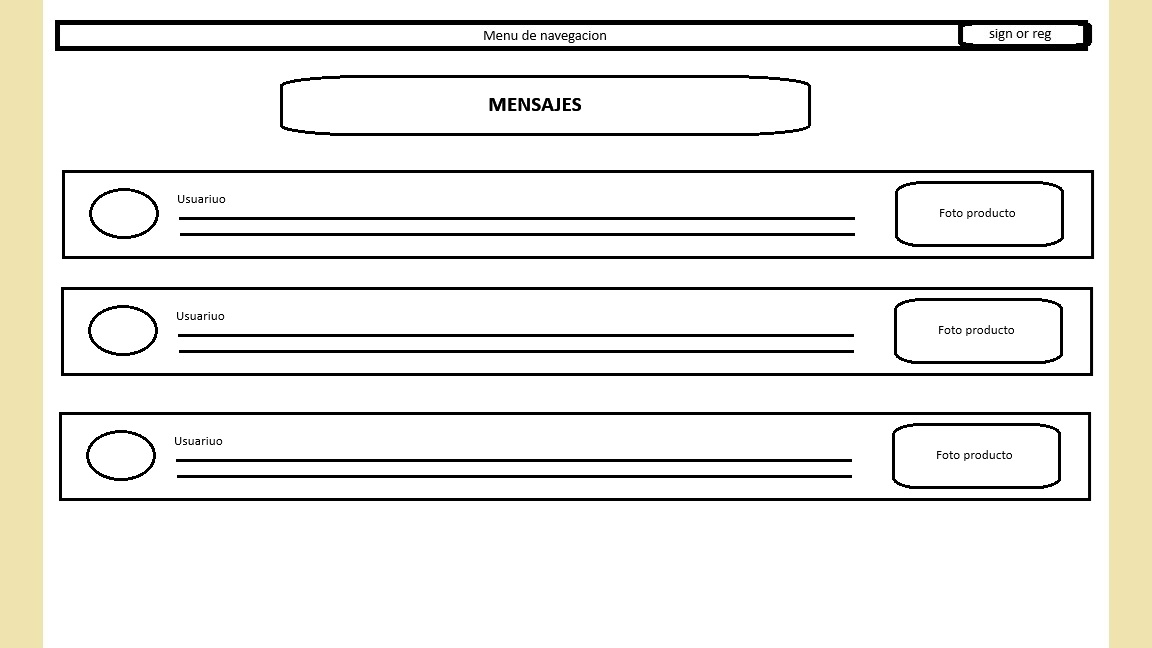 Menu de navegacion
sign or reg
MENSAJES
Usuariuo
Foto producto
Usuariuo
Foto producto
Usuariuo
Foto producto